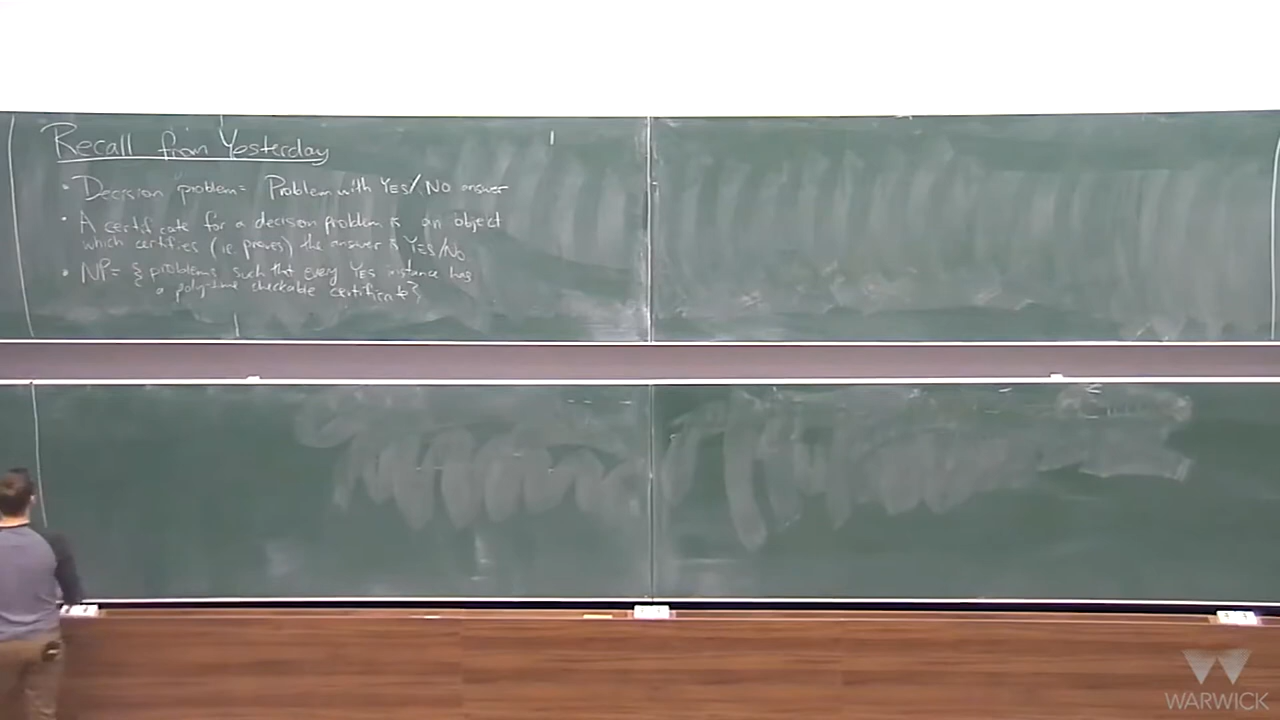 Recall from Yesterday
• Decision problem = Problem with YES/NO answer
• A certificate for a decision problem is an object
which certifies (ie. proves) the answer is YES/No
• NP = { problems such that every YES instance has
a poly-time checkable certificate}
WARWICK